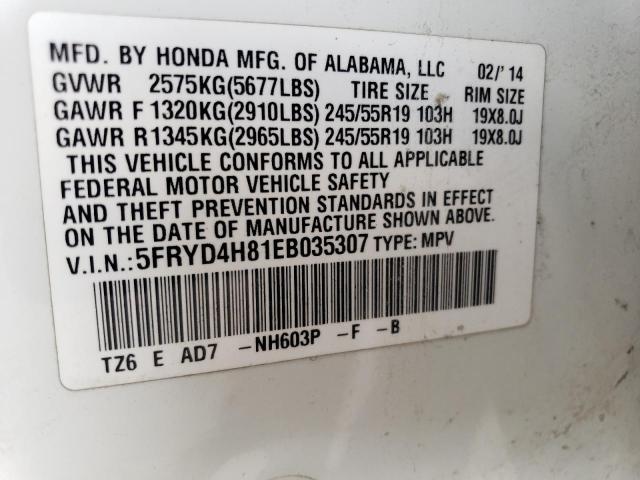 MFD. BY HONDA MFG. OF ALABAMA, LLC 02/' 14
GVWR 2575KG(5677LBS) TIRE SIZE RIM SIZE
GAWR F 1320KG(2910LBS) 245/55R19 103H 19X8.0J
GAWR R1345KG(2965LBS) 245/55R19 103H 19X8.0J
THIS VEHICLE CONFORMS TO ALL APPLICABLE
FEDERAL MOTOR VEHICLE SAFETY
AND THEFT PREVENTION STANDARDS IN EFFECT
ON THE DATE OF MANUFACTURE SHOWN ABOVE.
V.I.N.:5FRYD4H81EB035307 TYPE: MPV
TZ6 E AD7 -NH603P -F -B